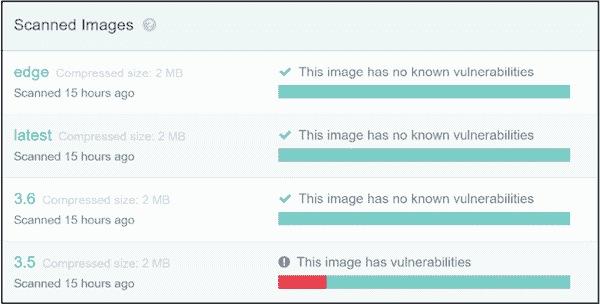 Scanned Images
edge Compressed size: 2 MB
Scanned 15 hours ago
This image has no known vulnerabilities
latest Compressed size: 2 MB
Scanned 15 hours ago
This image has no known vulnerabilities
3.6 Compressed size: 2 MB
Scanned 15 hours ago
This image has no known vulnerabilities
3.5 Compressed size: 2 MB
Scanned 15 hours ago
This image has vulnerabilities